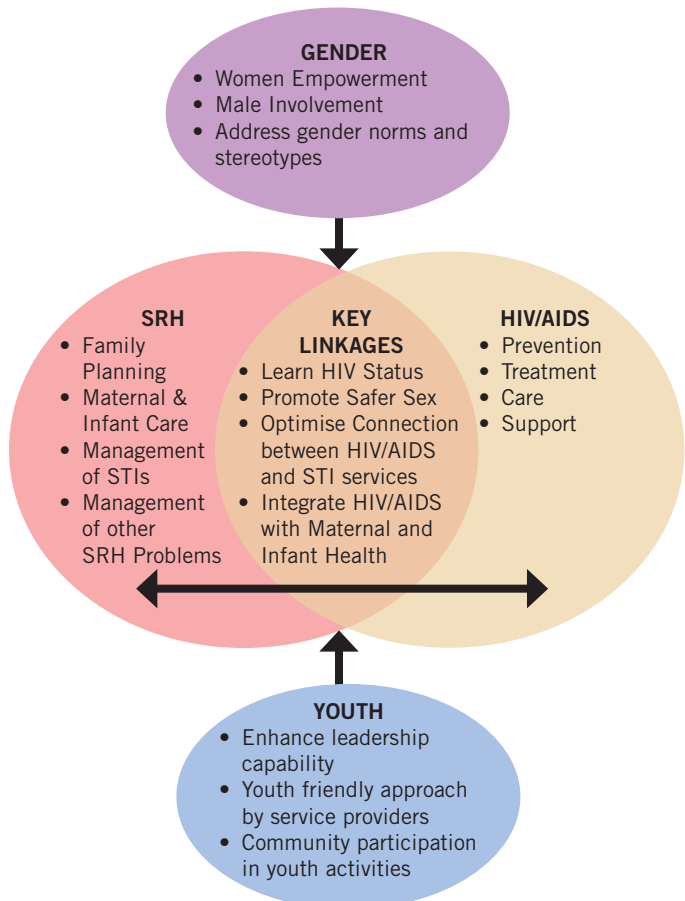 GENDER
• Women Empowerment
• Male Involvement
• Address gender norms and
stereotypes
SRH
• Family
Planning
• Maternal &
Infant Care
• Management
of STIs
• Management
of other
SRH Problems
KEY
LINKAGES
• Learn HIV Status
• Promote Safer Sex
• Optimise Connection
between HIV/AIDS
and STI services
• Integrate HIV/AIDS
with Maternal and
Infant Health
HIV/AIDS
• Prevention
• Treatment
• Care
• Support
YOUTH
• Enhance leadership
capability
• Youth friendly approach
by service providers
• Community participation
in youth activities